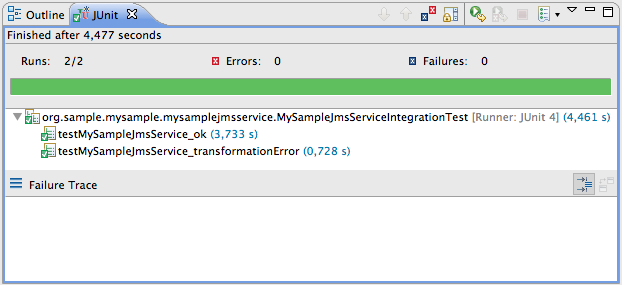 Outline JUnit
Finished after 4,477 seconds
Runs: 2/2 Errors: 0 Failures: 0
org.sample.mysample.mysamplejmsservice.MySampleJmsServiceIntegrationTest [Runner: JUnit 4] (4,461 s)
testMySampleJmsService_ok (3,733 s)
testMySampleJmsService_transformationError (0,728 s)
Failure Trace